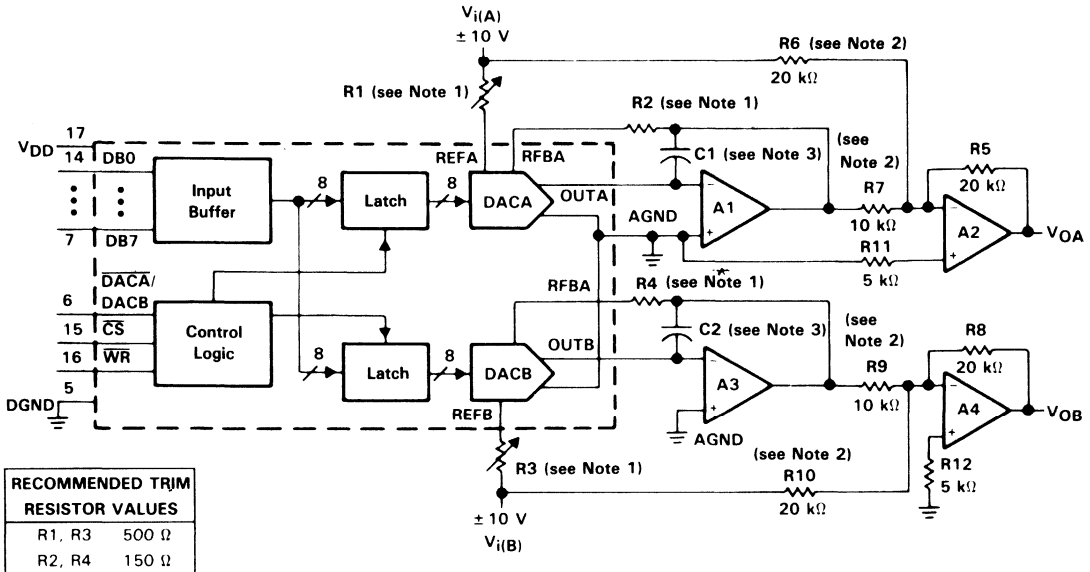 Vi(A)
± 10 V
R6 (see Note 2)
20 kΩ
R1 (see Note 1)
R2 (see Note 1)
17
VDD
14
DB0
REFA
RFBA
C1 (see Note 3)
(see
Note 2)
R5
20 kΩ
Input
Buffer
8
Latch
8
DACA
OUTA
A1
R7
10 kΩ
A2
VOA
AGND
R11
5 kΩ
7
DB7
DACA/
DACB
6
15
CS
16
WR
5
DGND
Control
Logic
RFBA
R4 (see Note 1)
C2 (see Note 3)
(see
Note 2)
R8
20 kΩ
8
Latch
8
DACB
OUTB
A3
R9
10 kΩ
A4
VOB
REFB
AGND
R3 (see Note 1)
(see Note 2)
R10
20 kΩ
R12
5 kΩ
± 10 V
Vi(B)
RECOMMENDED TRIM
RESISTOR VALUES
R1, R3 500 Ω
R2, R4 150 Ω